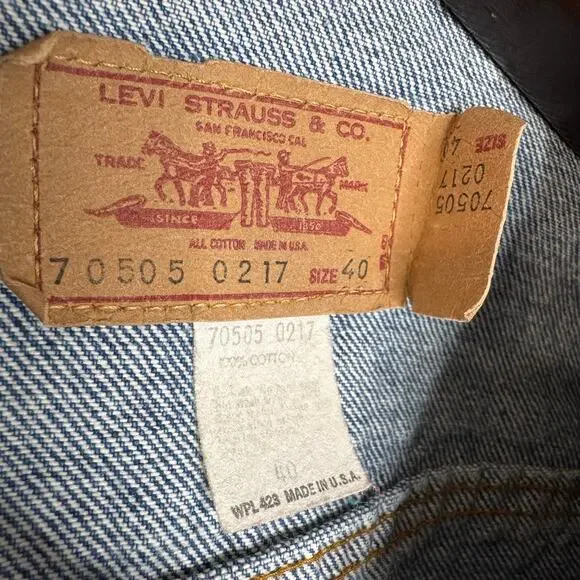 LEVI STRAUSS & CO.
SAN FRANCISCO CAL
TRADE MARK
SINCE 1850
ALL COTTON MADE IN U.S.A.
70505 0217 SIZE 40
SIZE
70505
0217
70505 0217
100% COTTON
40
WPL 423 MADE IN U.S.A.